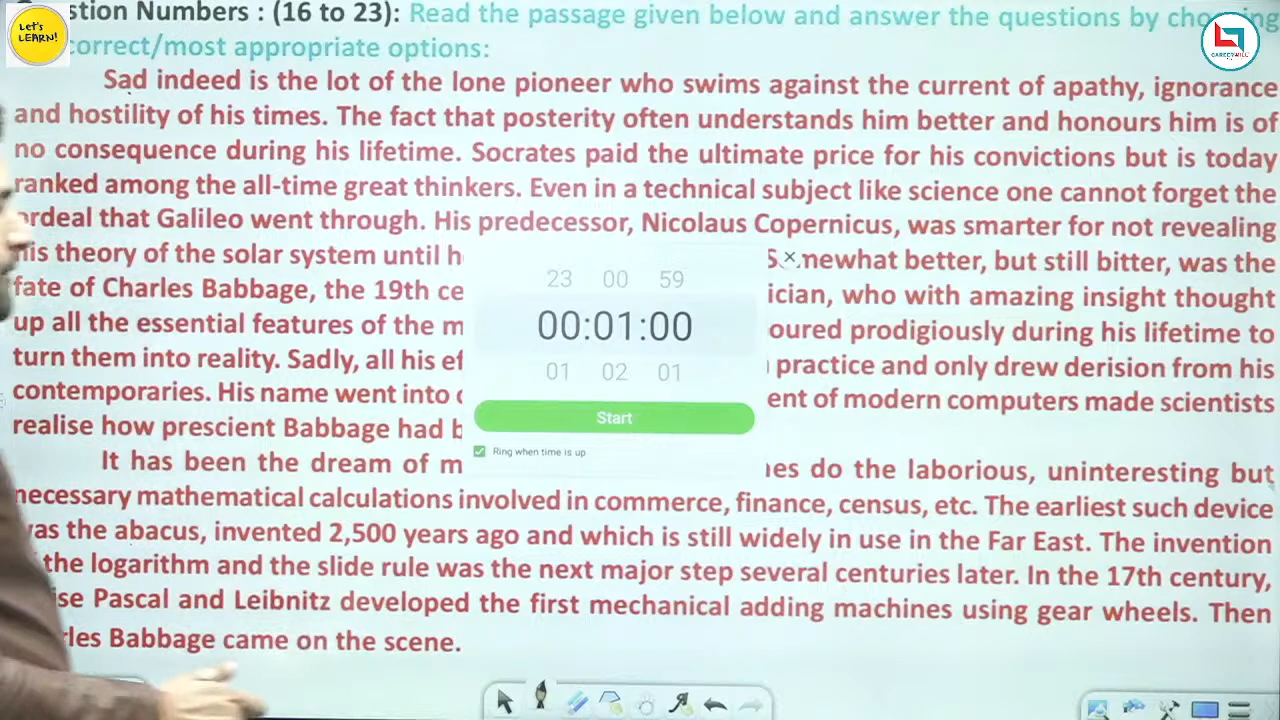 Let's
LEARN!
stion Numbers : (16 to 23): Read the passage given below and answer the questions by cho ng
correct/most appropriate options:
CAREERWILL
Sad indeed is the lot of the lone pioneer who swims against the current of apathy, ignorance
and hostility of his times. The fact that posterity often understands him better and honours him is of
no consequence during his lifetime. Socrates paid the ultimate price for his convictions but is today
ranked among the all-time great thinkers. Even in a technical subject like science one cannot forget the
ordeal that Galileo went through. His predecessor, Nicolaus Copernicus, was smarter for not revealing
his theory of the solar system until h Somewhat better, but still bitter, was the
fate of Charles Babbage, the 19th ce ician, who with amazing insight thought
up all the essential features of the m oured prodigiously during his lifetime to
turn them into reality. Sadly, all his ef practice and only drew derision from his
contemporaries. His name went into ent of modern computers made scientists
realise how prescient Babbage had b
It has been the dream of m es do the laborious, uninteresting but
necessary mathematical calculations involved in commerce, finance, census, etc. The earliest such device
was the abacus, invented 2,500 years ago and which is still widely in use in the Far East. The invention
the logarithm and the slide rule was the next major step several centuries later. In the 17th century,
ise Pascal and Leibnitz developed the first mechanical adding machines using gear wheels. Then
rles Babbage came on the scene.
23 00 59
00:01:00
01 02 01
Start
Ring when time is up